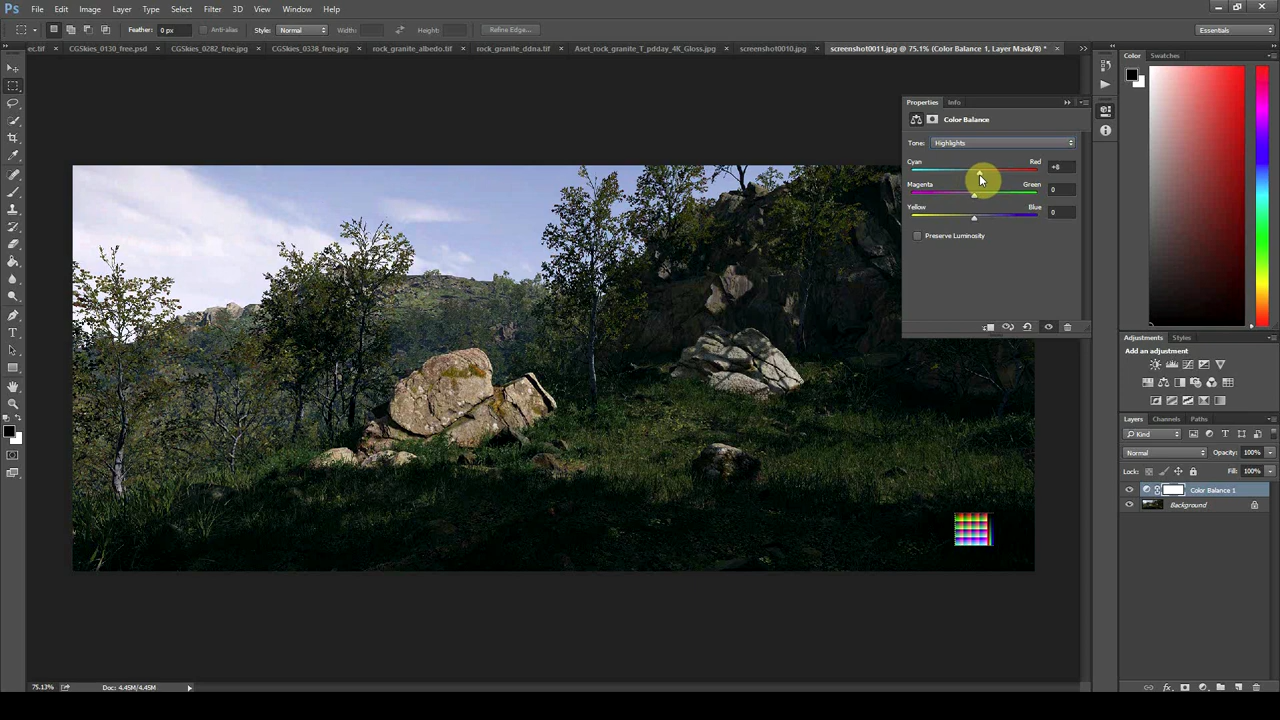 Ps File Edit Image Layer Type Select Filter 3D View Window Help
Feather: 0 px Anti-alias Style: Normal Width: Height: Refine Edge... Essentials
ec.tif × CGSkies_0130_free.psd × CGSkies_0282_free.jpg × CGSkies_0338_free.jpg × rock_granite_albedo.tif × rock_granite_ddna.tif × Aset_rock_granite_T_pdday_4K_Gloss.jpg × screenshot0010.jpg × screenshot0011.jpg @ 75.1% (Color Balance 1, Layer Mask/8) * ×
Color Swatches
Properties Info
Color Balance
Tone: Highlights
Cyan Red +8
Magenta Green 0
Yellow Blue 0
Preserve Luminosity
Adjustments Styles
Add an adjustment
Layers Channels Paths
Kind
Normal Opacity: 100%
Lock: Fill: 100%
Color Balance 1
Background
75.13% Doc: 4.45M/4.45M